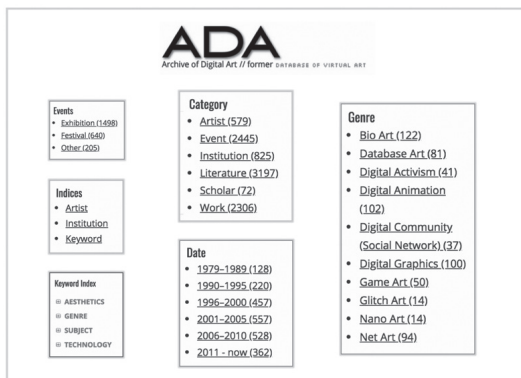 ADA
Archive of Digital Art // former DATABASE OF VIRTUAL ART
Events
Exhibition (1498)
Festival (640)
Other (205)
Indices
Artist
Institution
Keyword
Keyword Index
AESTHETICS
GENRE
SUBJECT
TECHNOLOGY
Category
Artist (579)
Event (2445)
Institution (825)
Literature (3197)
Scholar (72)
Work (2306)
Date
1979–1989 (128)
1990–1995 (220)
1996–2000 (457)
2001–2005 (557)
2006–2010 (528)
2011 - now (362)
Genre
Bio Art (122)
Database Art (81)
Digital Activism (41)
Digital Animation
(102)
Digital Community
(Social Network) (37)
Digital Graphics (100)
Game Art (50)
Glitch Art (14)
Nano Art (14)
Net Art (94)